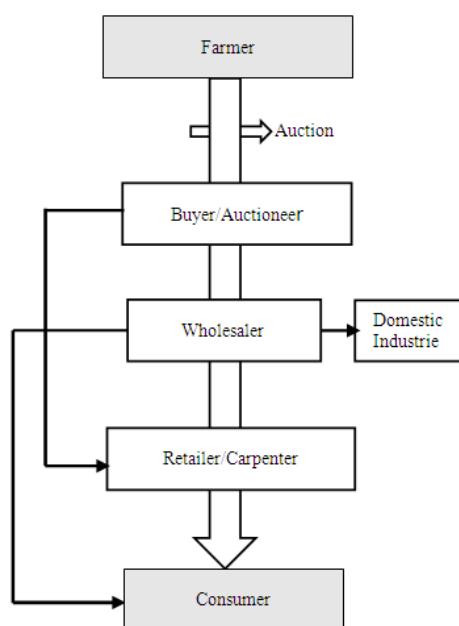 Farmer
Auction
Buyer/Auctioneer
Wholesaler
Domestic
Industrie
Retailer/Carpenter
Consumer